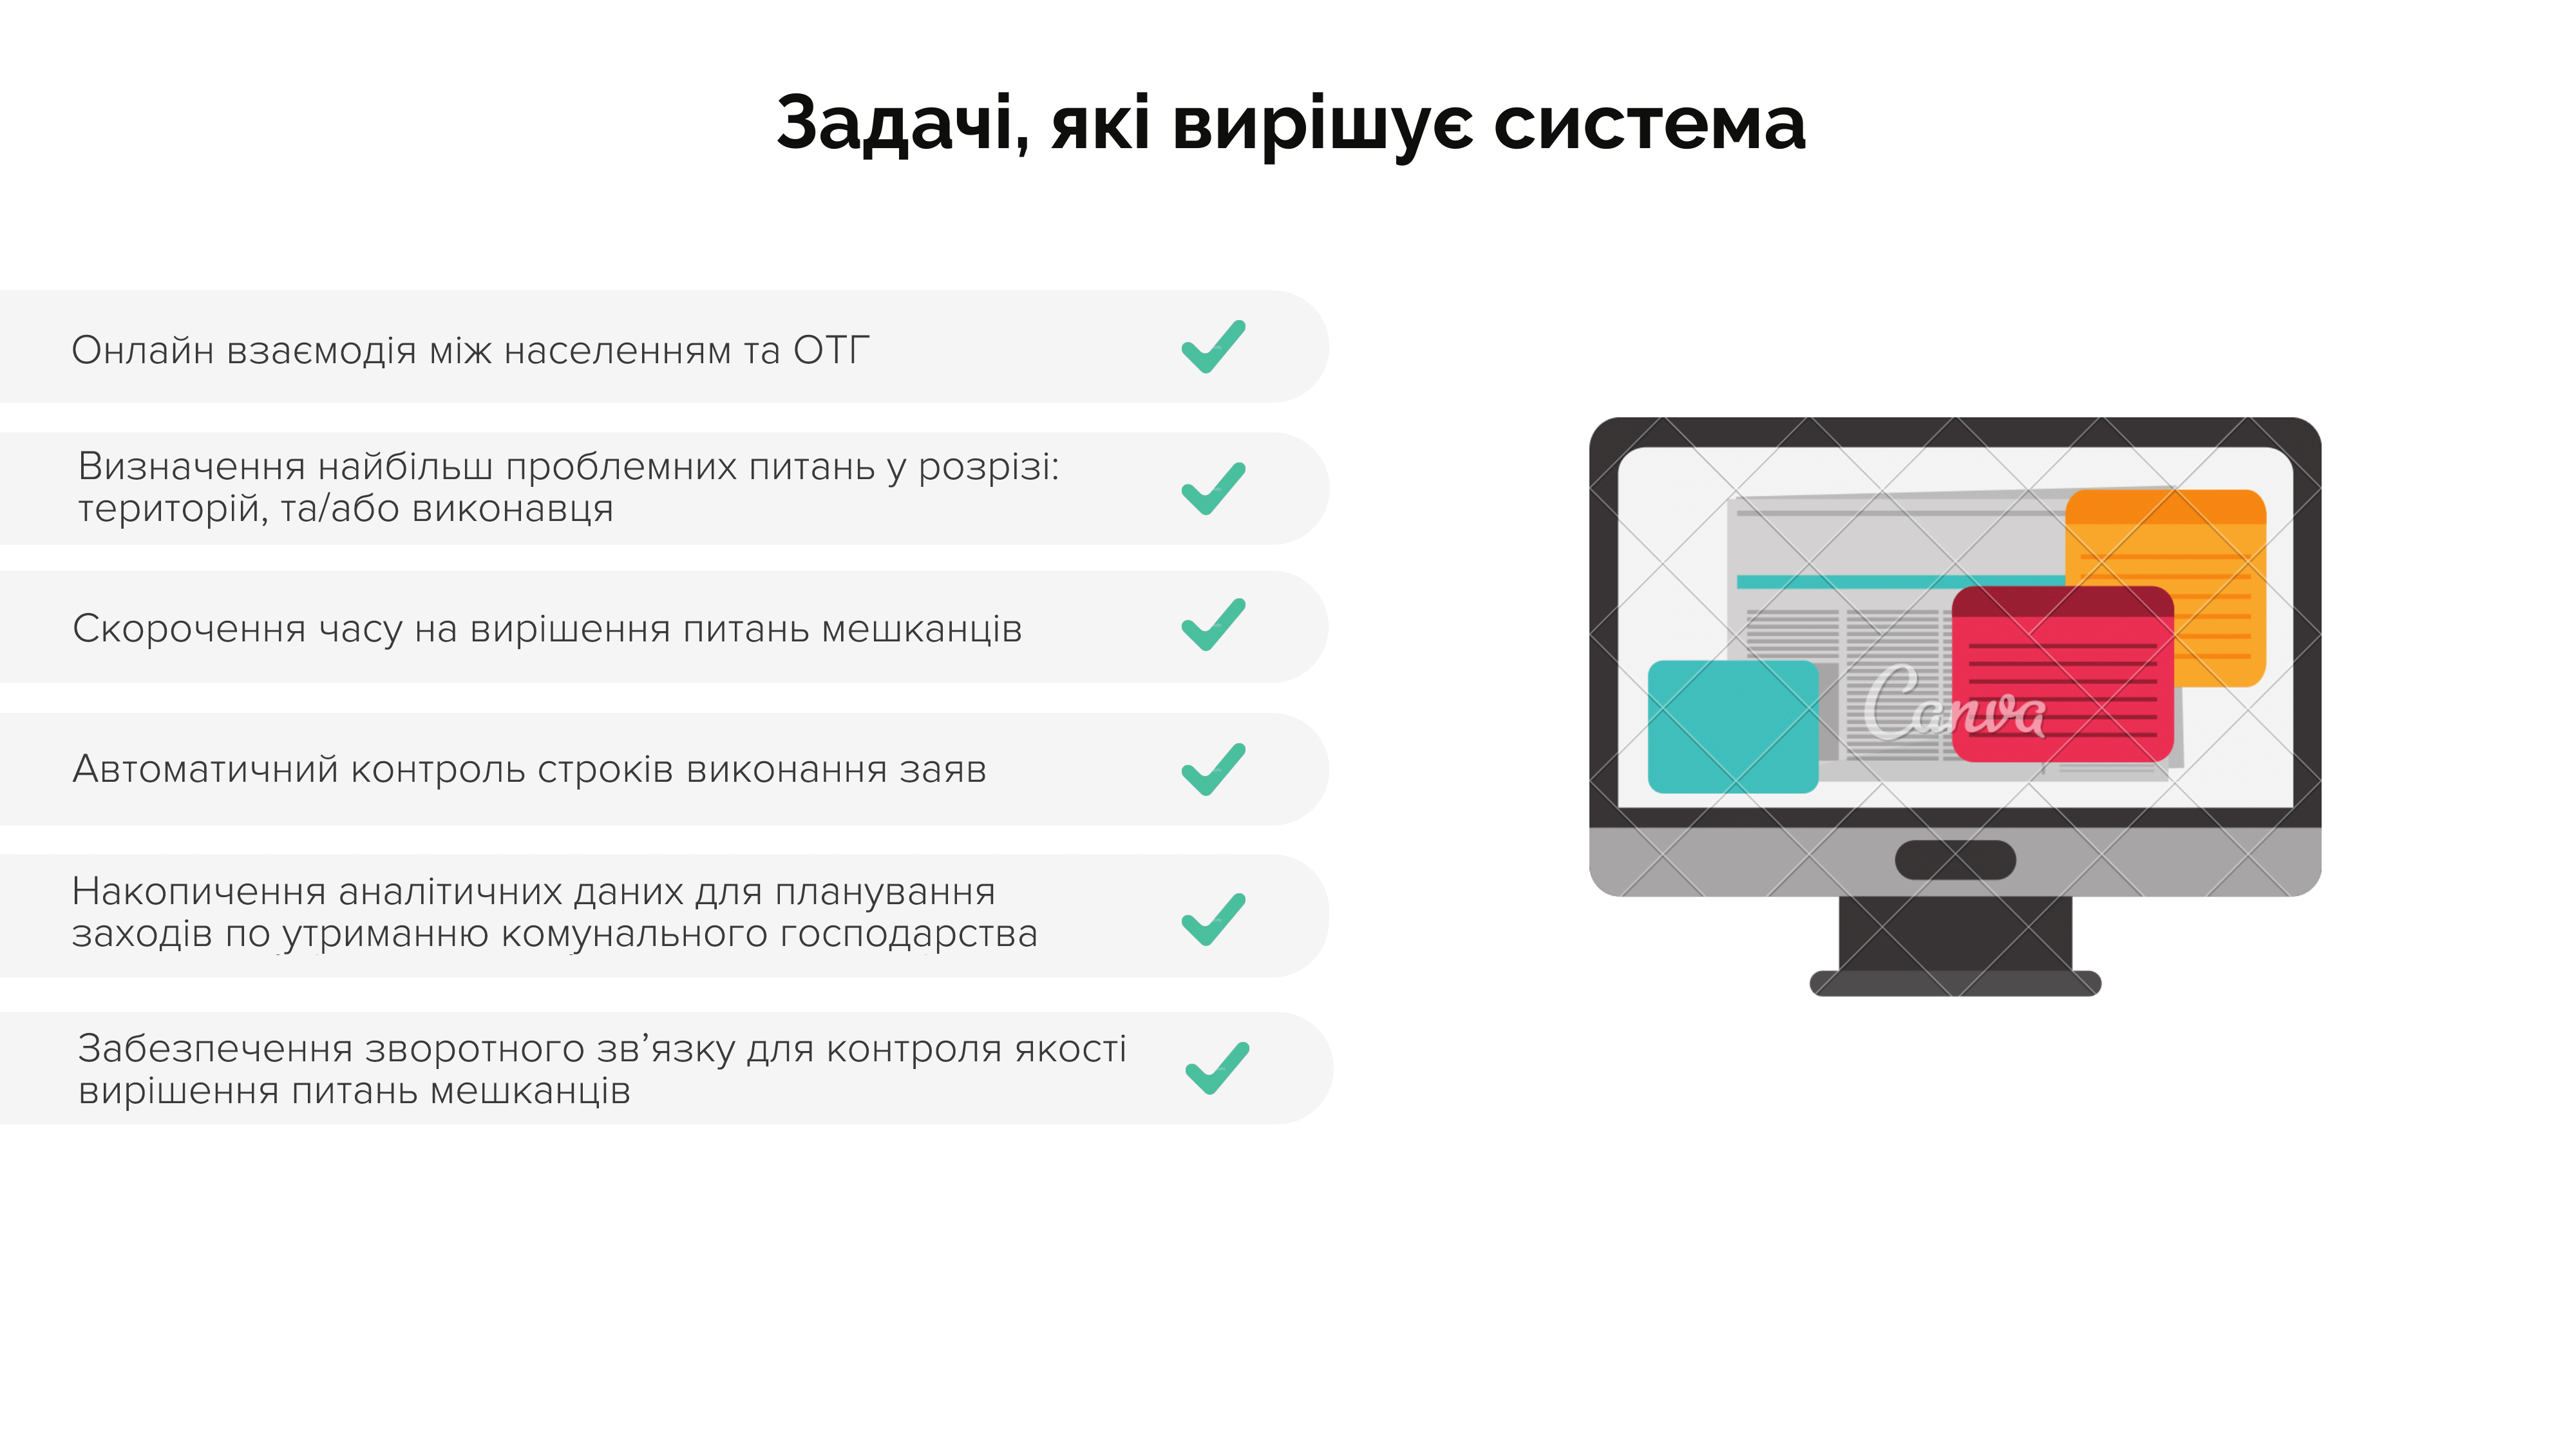 Задачі, які вирішує система
Онлайн взаємодія між населенням та ОТГ
Визначення найбільш проблемних питань у розрізі:
територій, та/або виконавця
Скорочення часу на вирішення питань мешканців
Автоматичний контроль строків виконання заяв
Накопичення аналітичних даних для планування
заходів по утриманню комунального господарства
Забезпечення зворотного зв’язку для контроля якості
вирішення питань мешканців
Canva